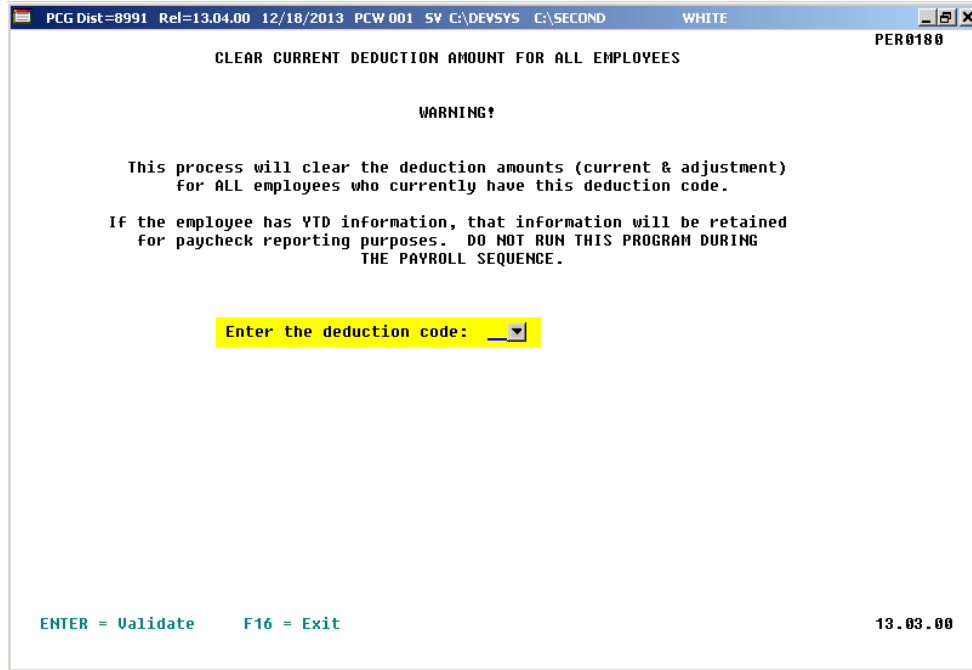 PCG Dist=8991 Rel=13.04.00 12/18/2013 PCW 001 SV C:\DEVSYS C:\SECOND WHITE
PER0180
CLEAR CURRENT DEDUCTION AMOUNT FOR ALL EMPLOYEES
WARNING!
This process will clear the deduction amounts (current & adjustment)
for ALL employees who currently have this deduction code.
If the employee has YTD information, that information will be retained
for paycheck reporting purposes. DO NOT RUN THIS PROGRAM DURING
THE PAYROLL SEQUENCE.
Enter the deduction code: __
ENTER = Validate F16 = Exit
13.03.00